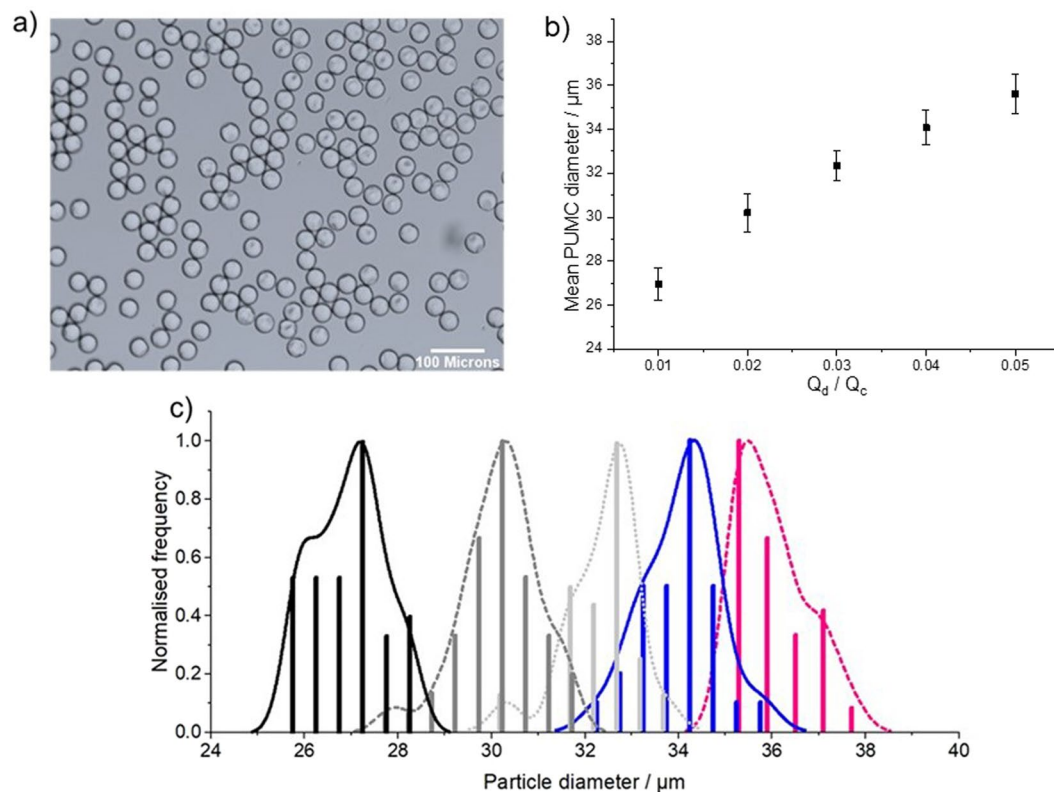 a)
100 Microns
b)
Mean PUMC diameter / µm
38
36
34
32
30
28
26
24
0.01 0.02 0.03 0.04 0.05
Q_d / Q_c
c)
Normalised frequency
1.0
0.8
0.6
0.4
0.2
0.0
24 26 28 30 32 34 36 38 40
Particle diameter / µm